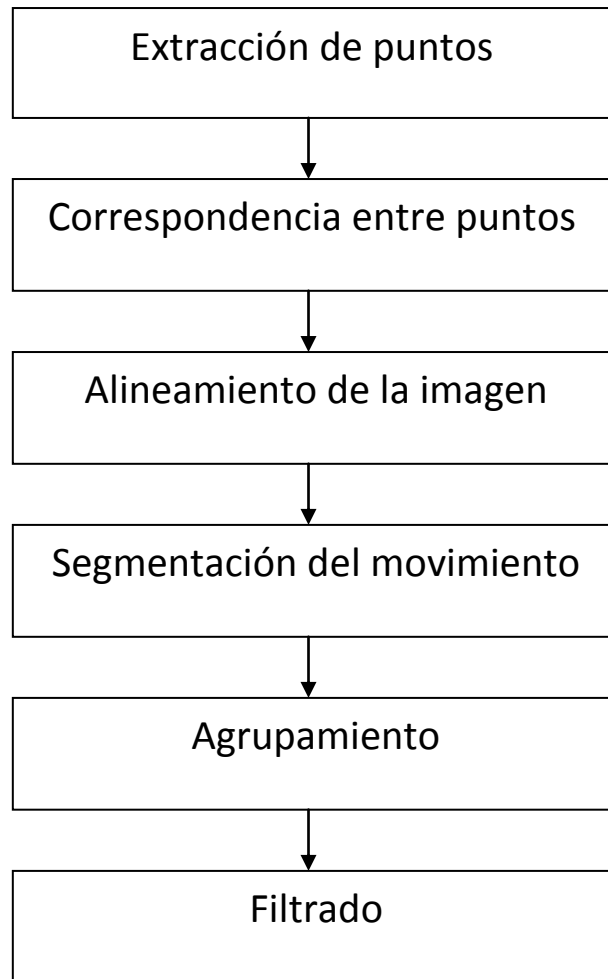 Extracción de puntos
Correspondencia entre puntos
Alineamiento de la imagen
Segmentación del movimiento
Agrupamiento
Filtrado